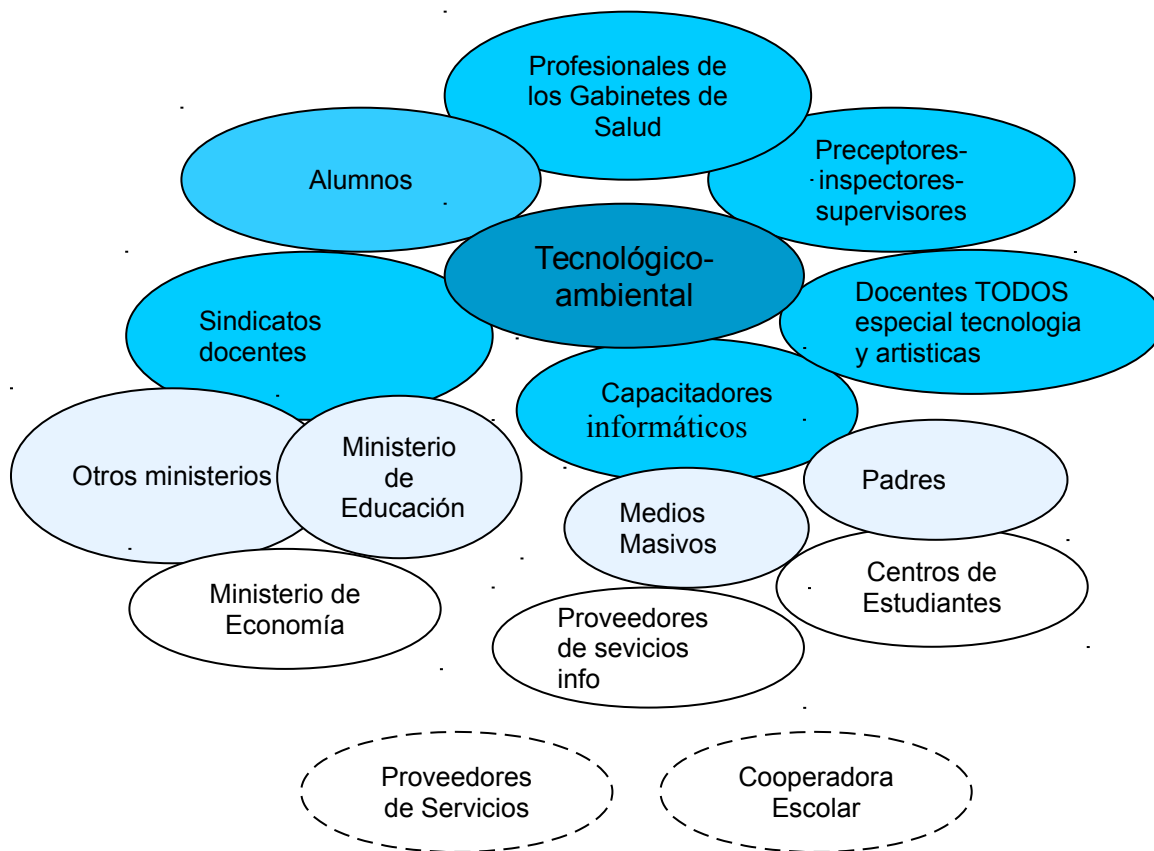 Profesionales de
los Gabinetes de
Salud
Alumnos
Preceptores-
inspectores-
supervisores
Tecnológico-
ambiental
Sindicatos
docentes
Docentes TODOS
especial tecnologia
y artisticas
Capacitadores
informáticos
Otros ministerios
Ministerio
de
Educación
Medios
Masivos
Padres
Ministerio de
Economía
Proveedores
de sevicios
info
Centros de
Estudiantes
Proveedores
de Servicios
Cooperadora
Escolar